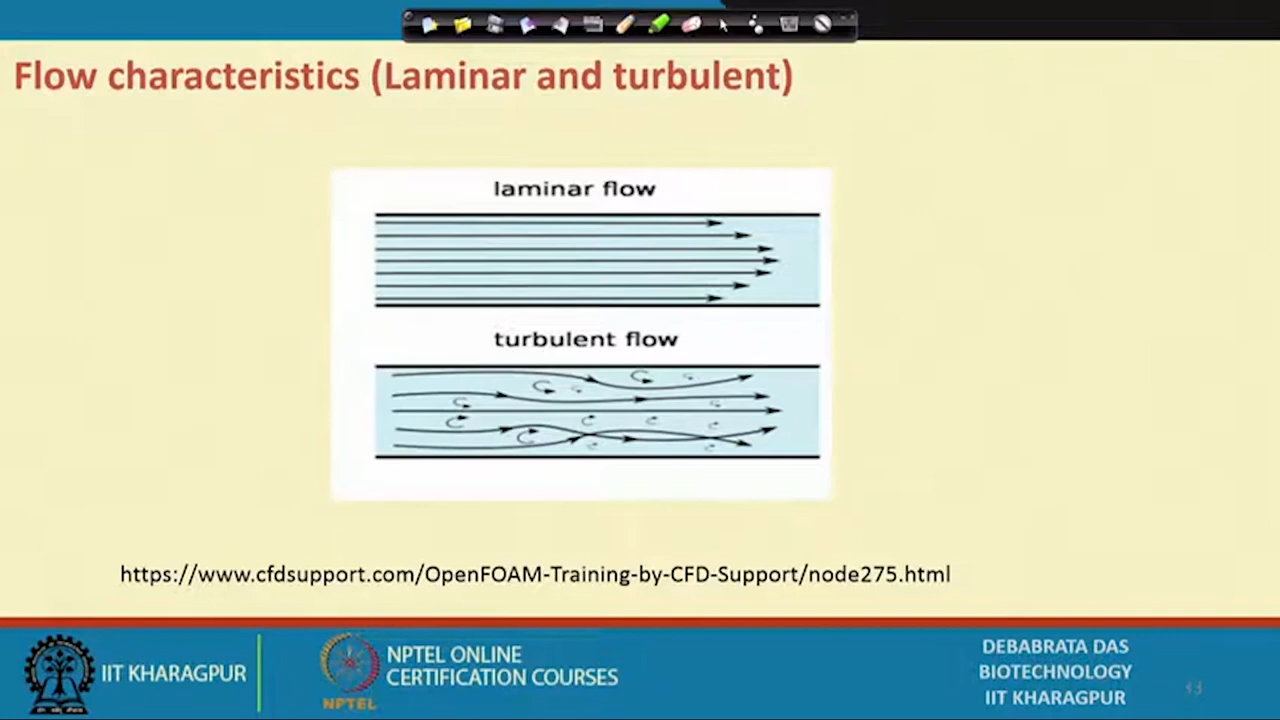 Flow characteristics (Laminar and turbulent)
laminar flow
turbulent flow
https://www.cfdsupport.com/OpenFOAM-Training-by-CFD-Support/node275.html
IIT KHARAGPUR
NPTEL
NPTEL ONLINE
CERTIFICATION COURSES
DEBABRATA DAS
BIOTECHNOLOGY
IIT KHARAGPUR